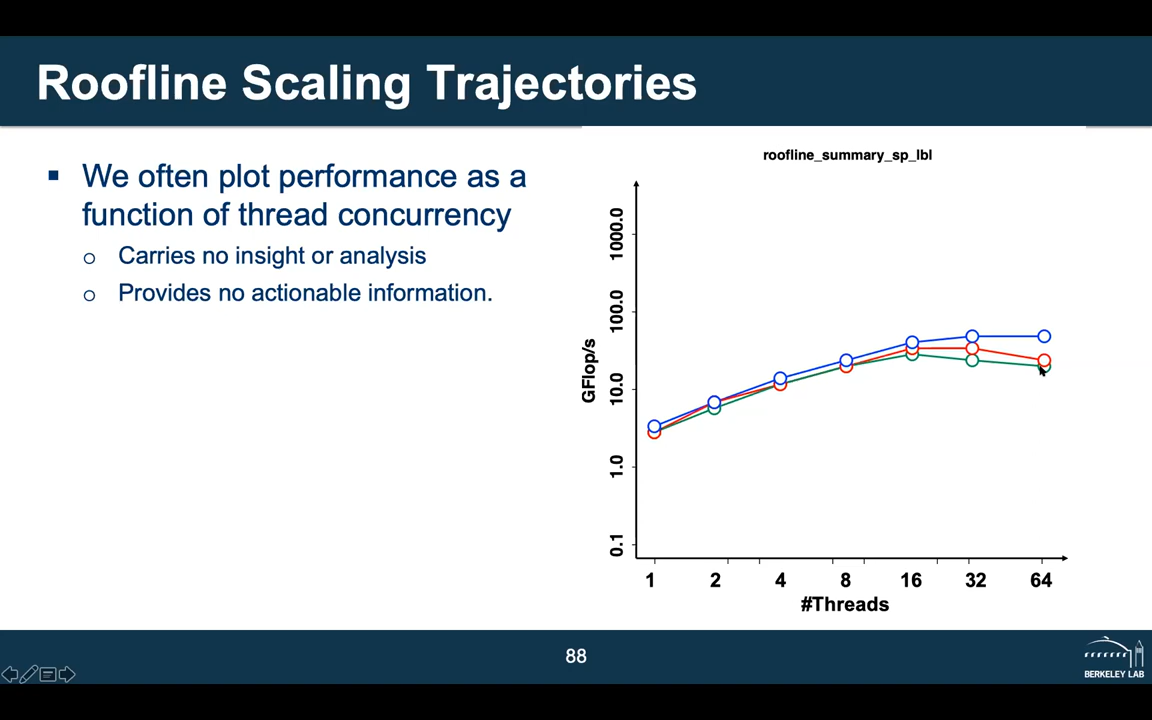 Roofline Scaling Trajectories
▪ We often plot performance as a
function of thread concurrency
o Carries no insight or analysis
o Provides no actionable information.
roofline_summary_sp_lbl
GFlop/s
1000.0
100.0
10.0
1.0
0.1
1 2 4 8 16 32 64
#Threads
88
BERKELEY LAB